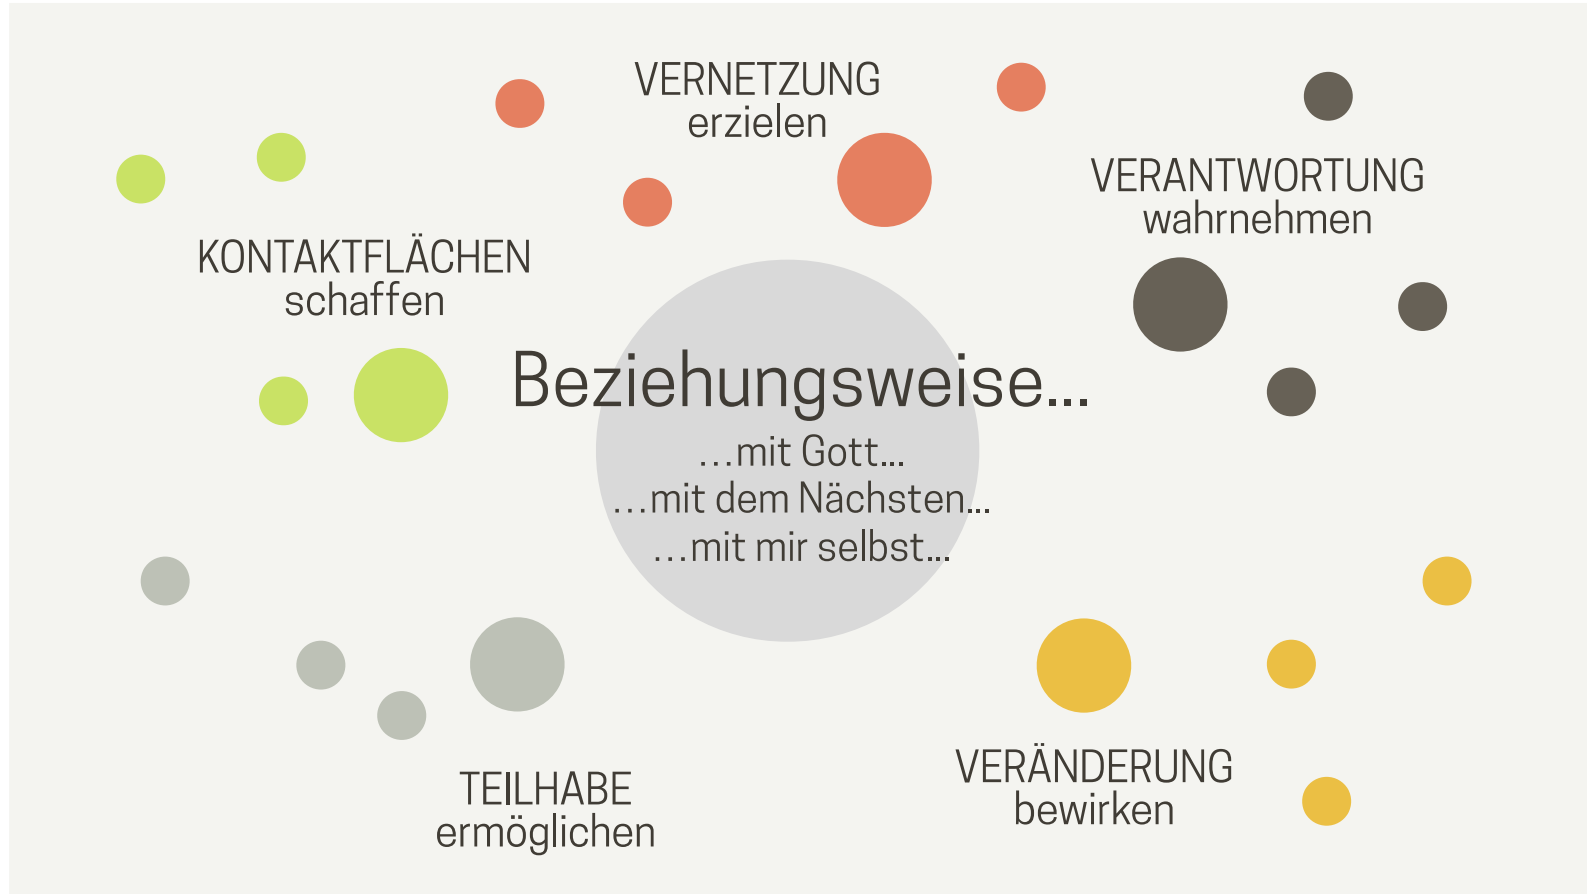 VERNETZUNG
erzielen
VERANTWORTUNG
wahrnehmen
KONTAKTFLÄCHEN
schaffen
Beziehungsweise...
...mit Gott...
...mit dem Nächsten...
...mit mir selbst...
TEILHABE
ermöglichen
VERÄNDERUNG
bewirken